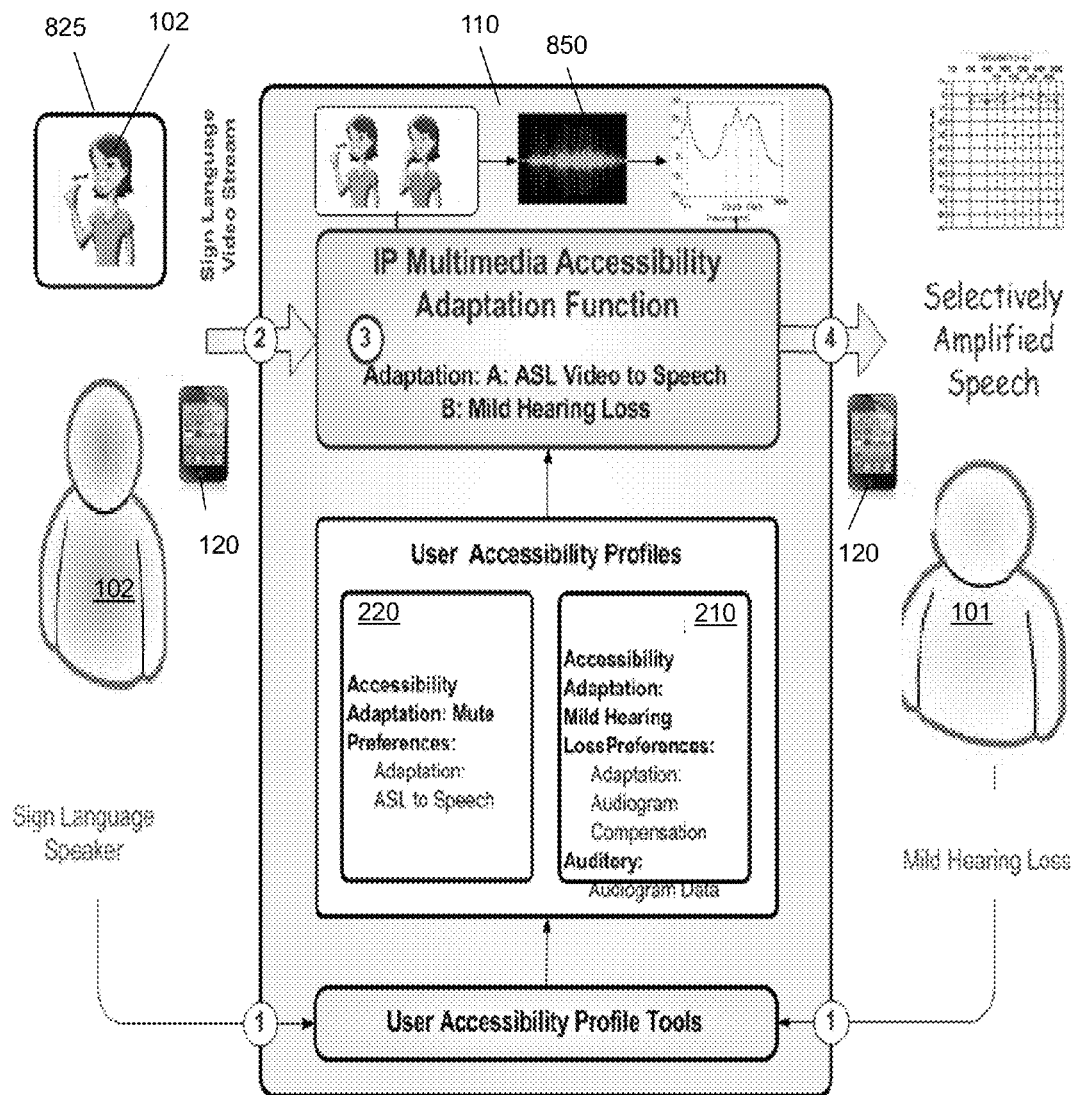 825
102
110
850
Sign Language
Video Stream
IP Multimedia Accessibility
Adaptation Function
2
3
4
Adaptation: A: ASL Video to Speech
B: Mild Hearing Loss
Selectively
Amplified
Speech
120
120
102
101
User Accessibility Profiles
220
Accessibility
Adaptation: Mute
Preferences:
Adaptation:
ASL to Speech
210
Accessibility
Adaptation:
Mild Hearing
LossPreferences:
Adaptation:
Audiogram
Compensation
Auditory:
Audiogram Data
Sign Language
Speaker
Mild Hearing Loss
1
User Accessibility Profile Tools
1